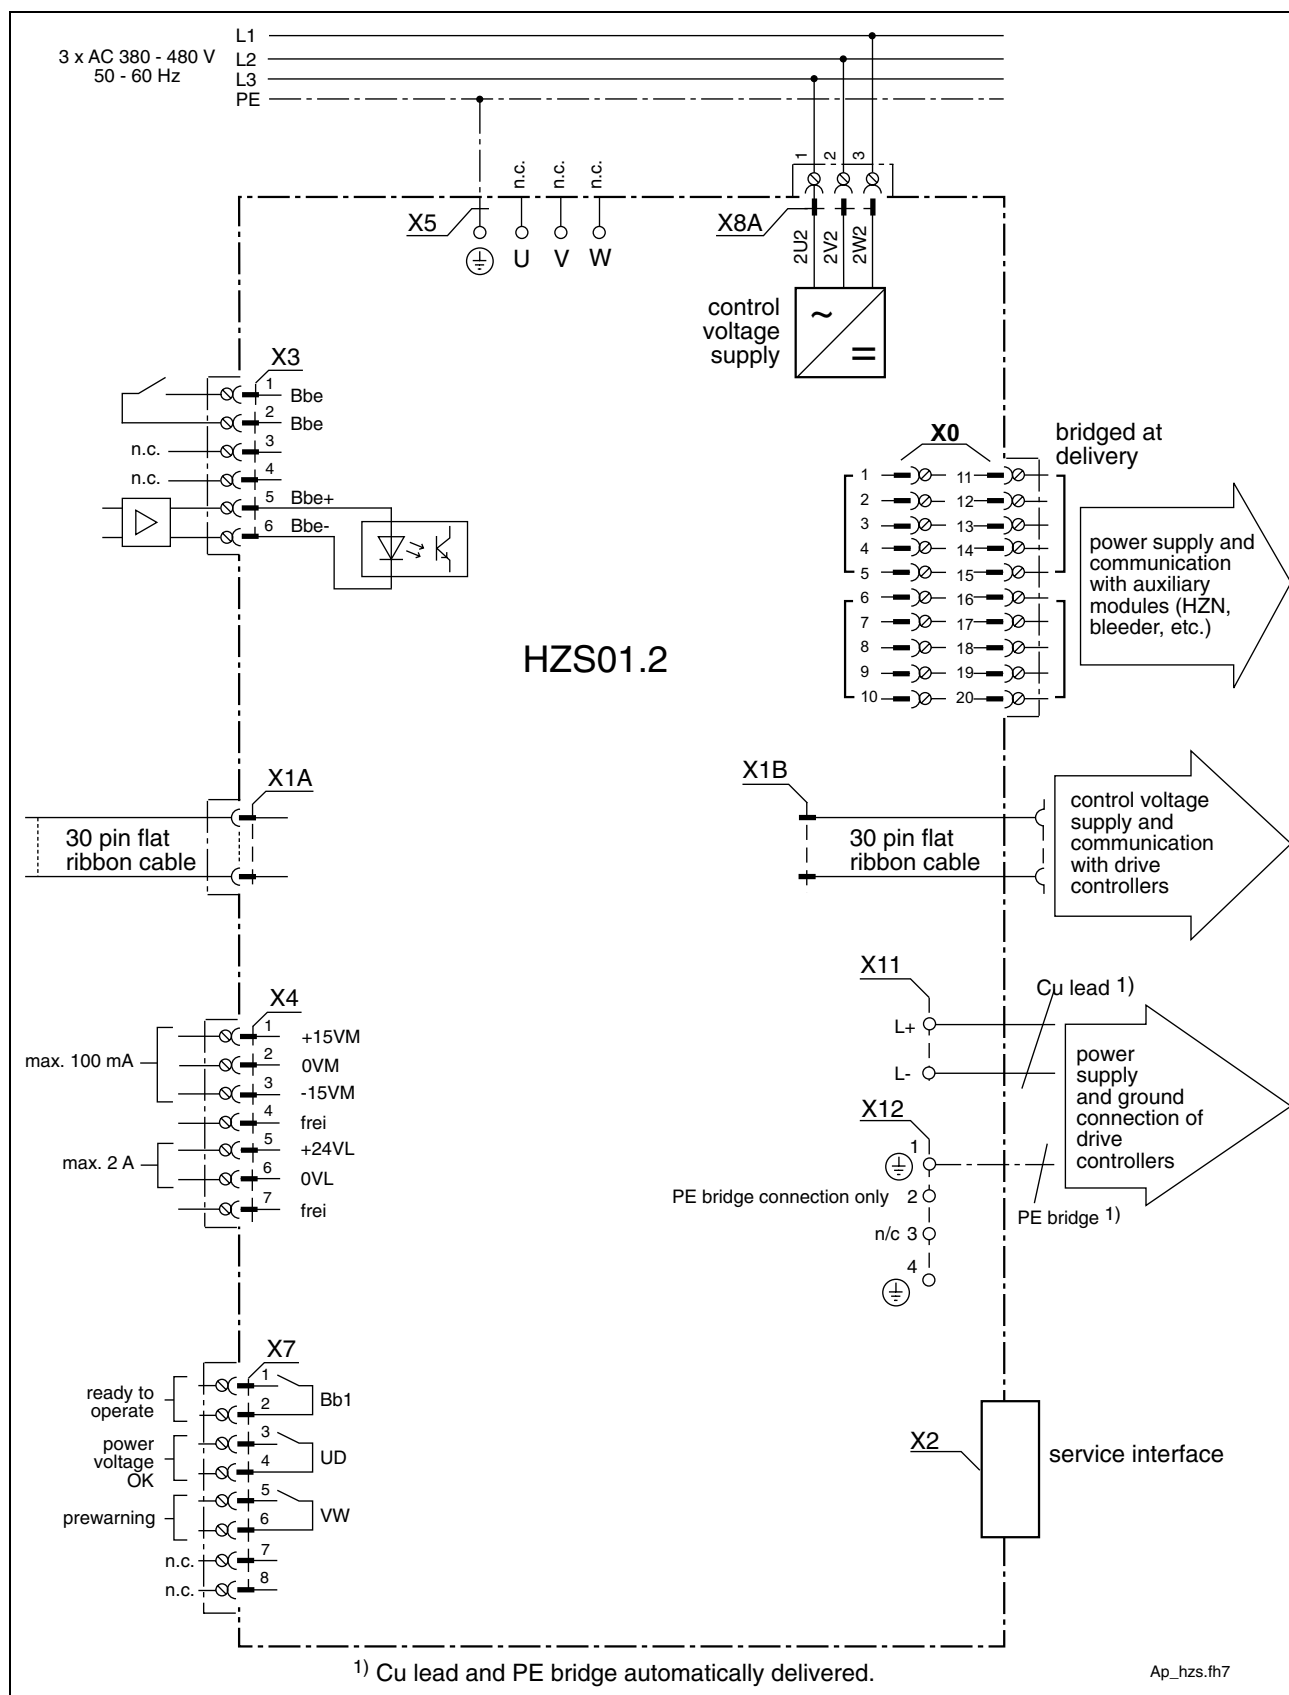 3 x AC 380 - 480 V
50 - 60 Hz
L1
L2
L3
PE
n.c.
n.c.
n.c.
1
2
3
X5
U
V
W
X8A
2U2
2V2
2W2
control
voltage
supply
~
=
X3
1
Bbe
2
Bbe
n.c.
3
n.c.
4
5
Bbe+
6
Bbe-
X0
bridged at
delivery
1
11
2
12
3
13
4
14
5
15
6
16
7
17
8
18
9
19
10
20
power supply and
communication
with auxiliary
modules (HZN,
bleeder, etc.)
HZS01.2
X1A
30 pin flat
ribbon cable
X1B
30 pin flat
ribbon cable
control voltage
supply and
communication
with drive
controllers
X4
max. 100 mA
1
+15VM
2
0VM
3
-15VM
4
frei
max. 2 A
5
+24VL
6
0VL
7
frei
X11
L+
L-
Cu lead 1)
X12
1
PE bridge connection only
2
n/c
3
4
PE bridge 1)
power
supply
and ground
connection of
drive
controllers
X7
ready to
operate
1
2
Bb1
power
voltage
OK
3
4
UD
prewarning
5
6
VW
n.c.
7
n.c.
8
X2
service interface
1) Cu lead and PE bridge automatically delivered.
Ap_hzs.fh7